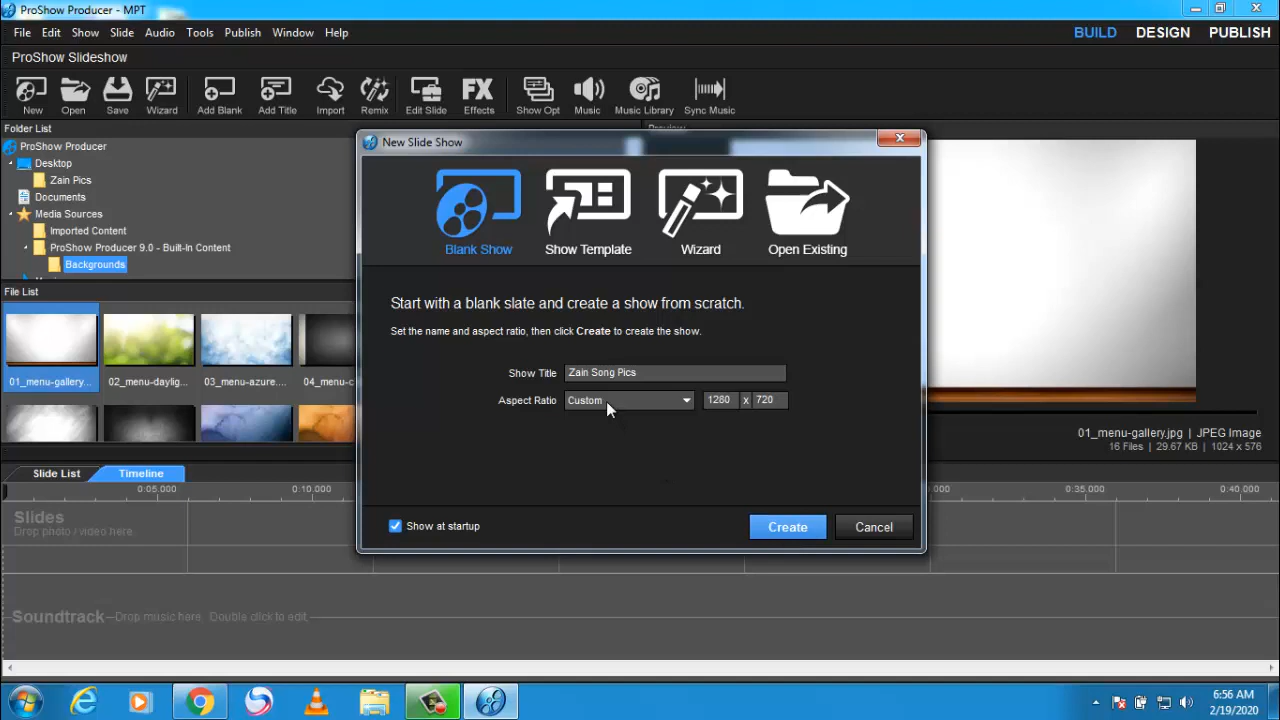 ProShow Producer - MPT
File Edit Show Slide Audio Tools Publish Window Help
BUILD DESIGN PUBLISH
ProShow Slideshow
New Open Save Wizard Add Blank Add Title Import Remix Edit Slide Effects Show Opt Music Music Library Sync Music
FX
Folder List
Preview
ProShow Producer
Desktop
Zain Pics
Documents
Media Sources
Imported Content
ProShow Producer 9.0 - Built-In Content
Backgrounds
File List
01_menu-gallery... 02_menu-daylig... 03_menu-azure.... 04_menu-
New Slide Show
Blank Show Show Template Wizard Open Existing
Start with a blank slate and create a show from scratch.
Set the name and aspect ratio, then click Create to create the show.
Show Title Zain Song Pics
Aspect Ratio Custom 1280 x 720
Show at startup
Create Cancel
01_menu-gallery.jpg | JPEG Image
16 Files | 29.67 KB | 1024 x 576
Slide List Timeline
0:05.000 0:10.000 .000 0:35.000 0:40.000
Slides
Drop photo / video here.
Soundtrack Drop music here. Double click to edit.
6:56 AM
2/19/2020